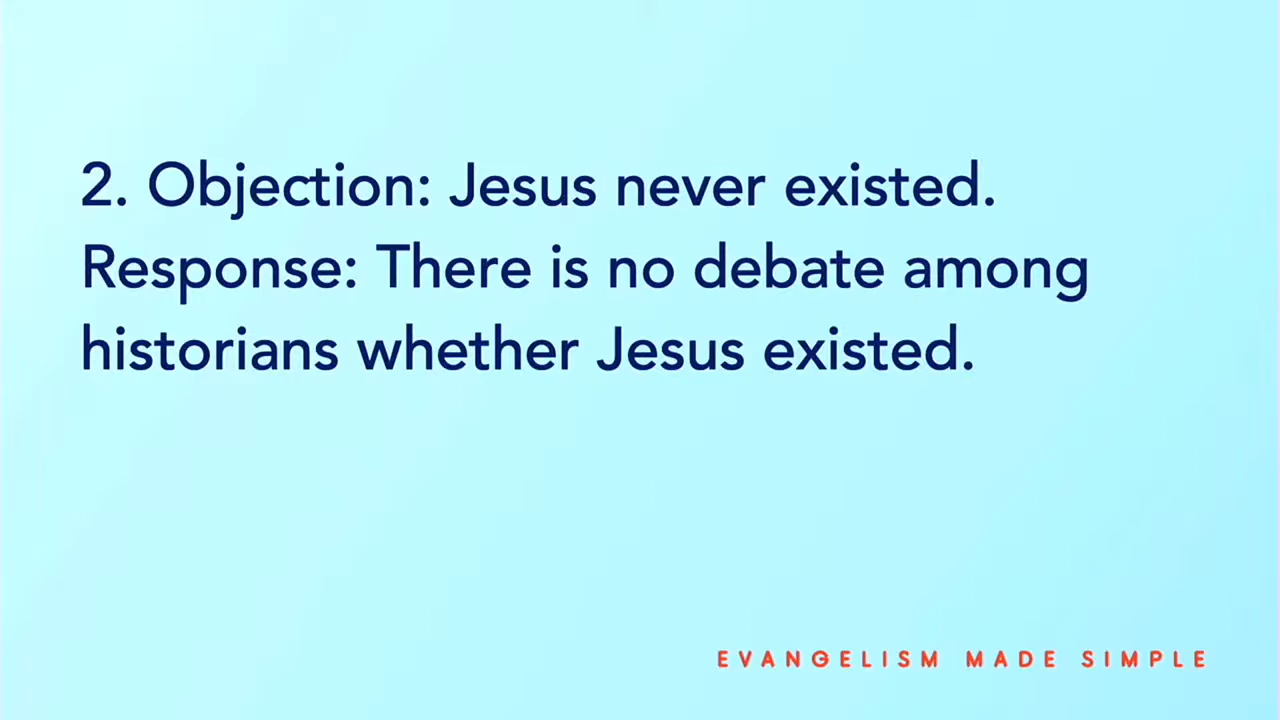 2. Objection: Jesus never existed.
Response: There is no debate among
historians whether Jesus existed.
EVANGELISM MADE SIMPLE